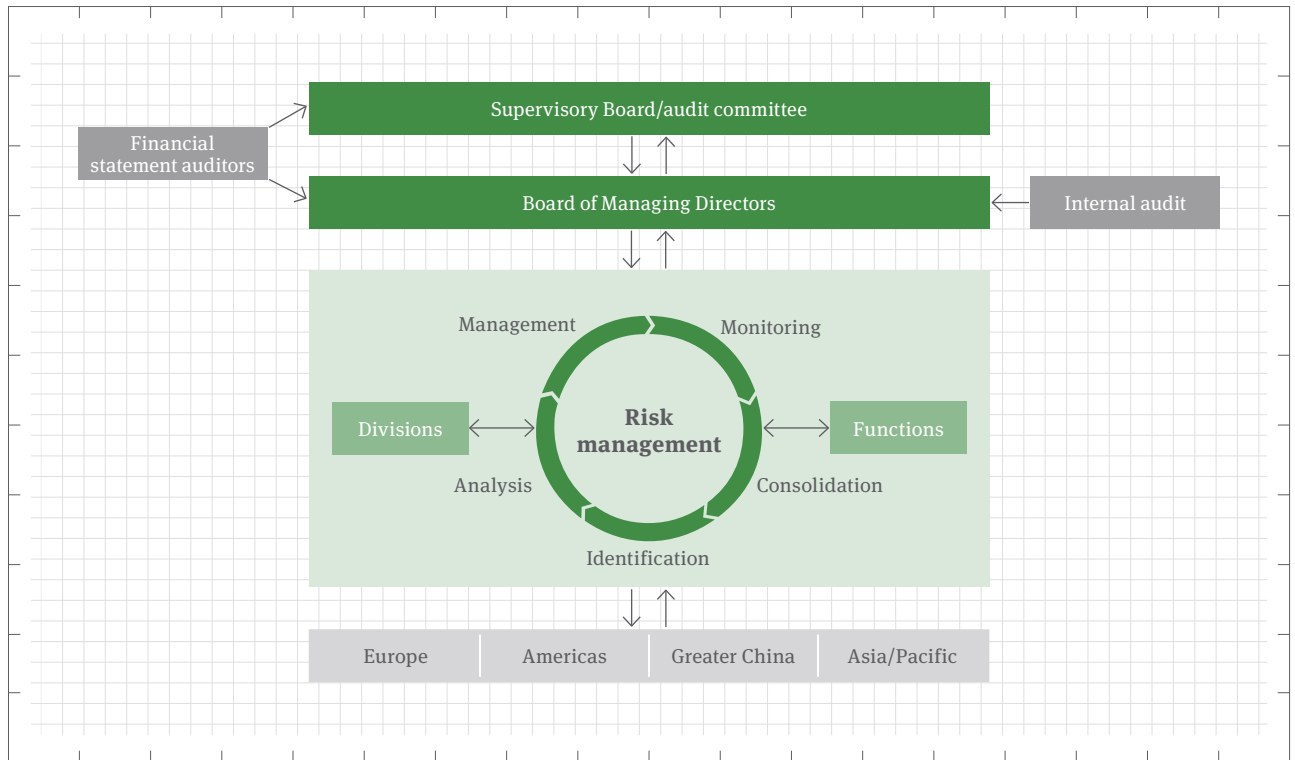 Supervisory Board/audit committee
Financial
statement auditors
Board of Managing Directors
Internal audit
Management
Monitoring
Risk
management
Divisions
Functions
Analysis
Consolidation
Identification
Europe
Americas
Greater China
Asia/Pacific